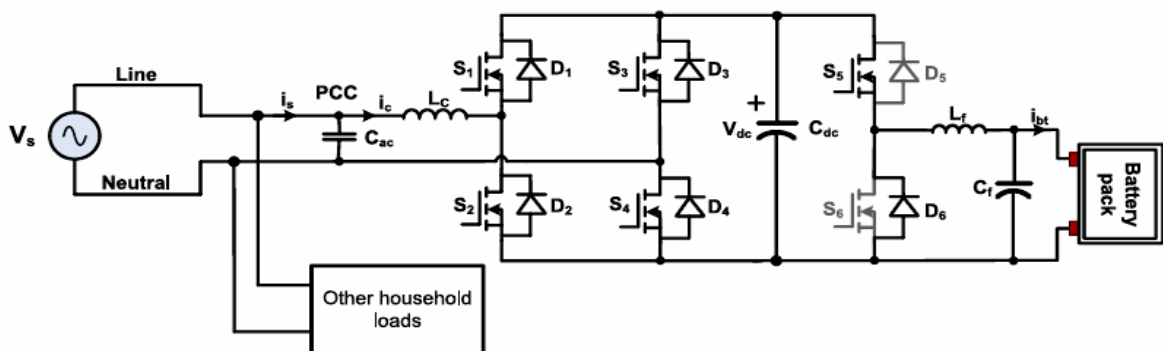 Line
Vs
Neutral
is
PCC
ic
Lc
Cac
S1
D1
S3
D3
S2
D2
S4
D4
+
Vdc
Cdc
S5
D5
S6
D6
Lf
ibt
Cf
Battery
pack
Other household
loads